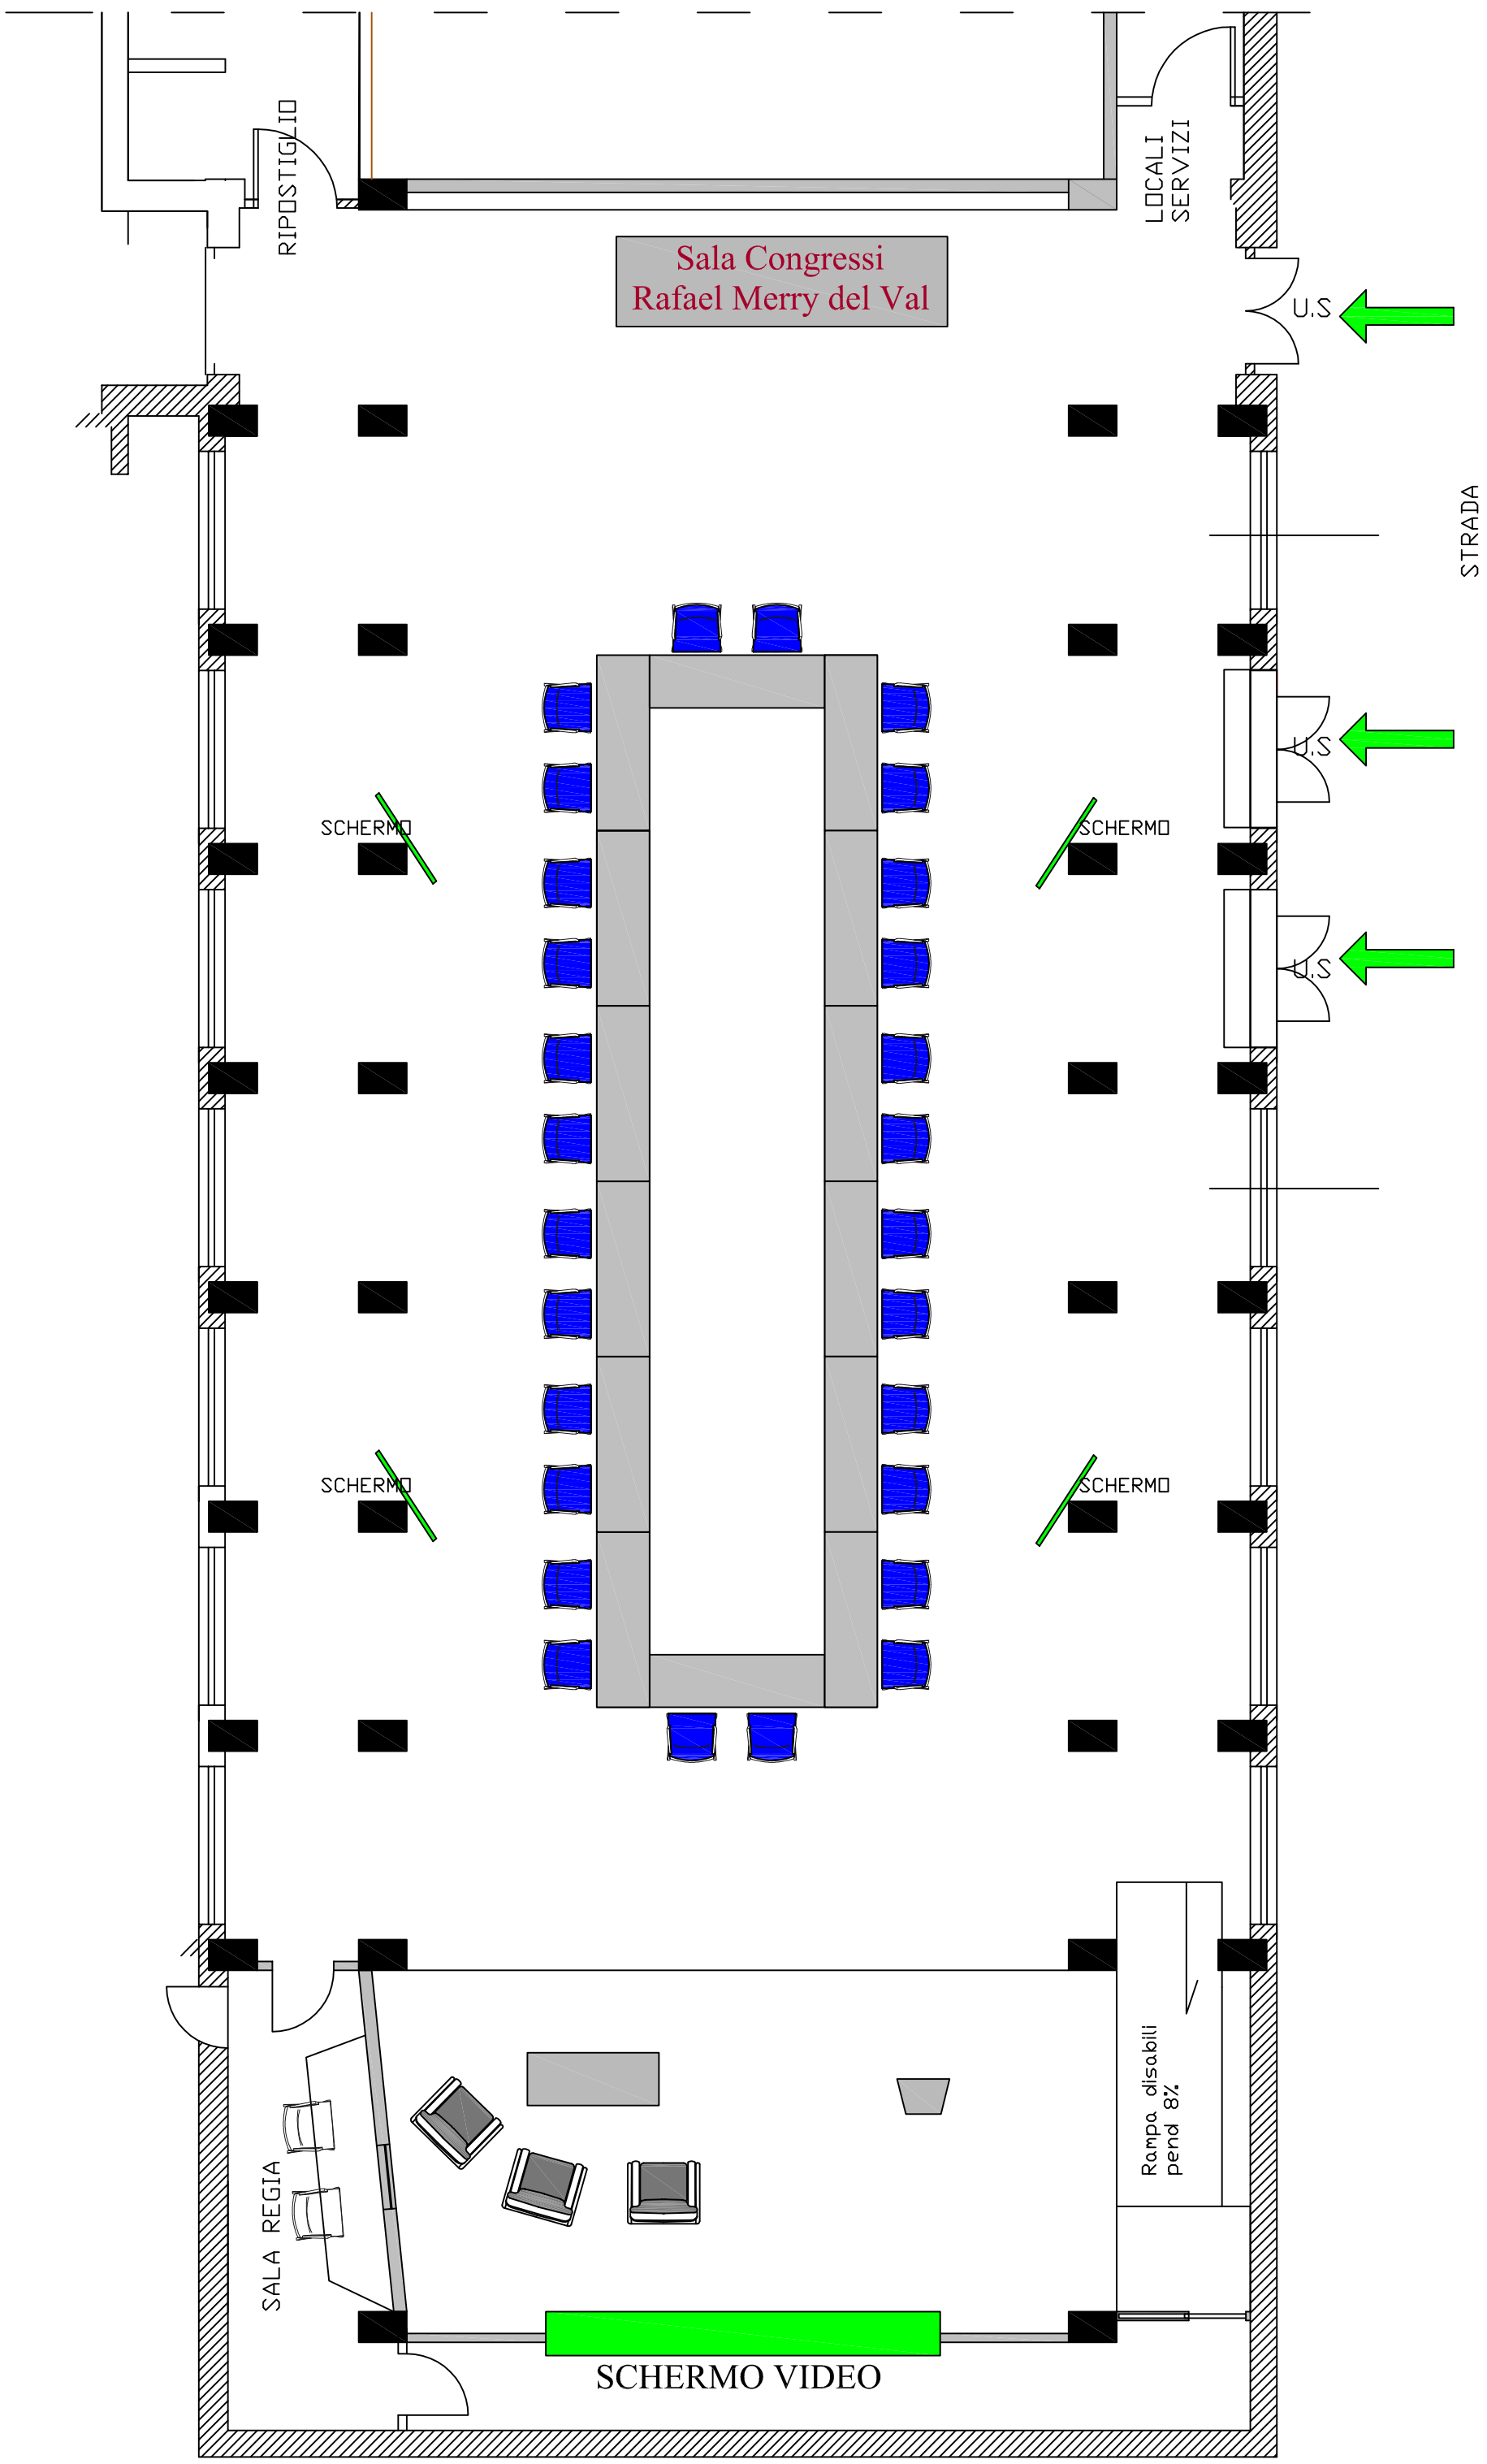 RIPOSTIGLIO
LOCALI
SERVIZI
Sala Congressi
Rafael Merry del Val
U.S
STRADA
U.S
SCHERMO
SCHERMO
U.S
SCHERMO
SCHERMO
Rampa disabili
pend 8%
SALA REGIA
SCHERMO VIDEO